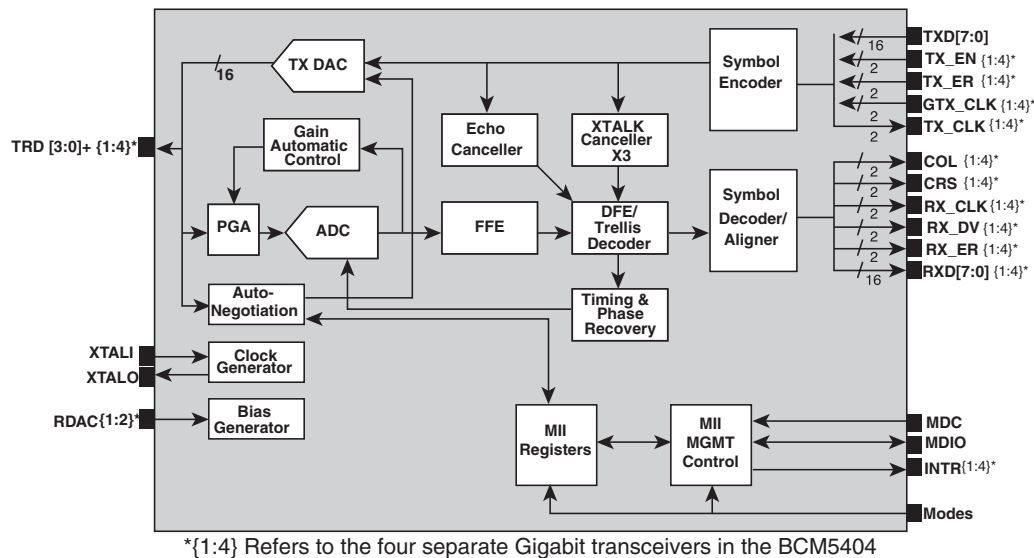 TXD[7:0]
16
TX_EN {1:4}*
2
TX_ER {1:4}*
2
GTX_CLK {1:4}*
2
TX_CLK {1:4}*
2
Symbol
Encoder
TX DAC
16
TRD [3:0]+ {1:4}*
Gain
Automatic
Control
Echo
Canceller
XTALK
Canceller
X3
PGA
ADC
FFE
DFE/
Trellis
Decoder
Symbol
Decoder/
Aligner
COL {1:4}*
2
CRS {1:4}*
2
RX_CLK {1:4}*
2
RX_DV {1:4}*
2
RX_ER {1:4}*
2
RXD[7:0] {1:4}*
16
Auto-
Negotiation
Timing &
Phase
Recovery
XTALI
XTALO
Clock
Generator
RDAC{1:2}*
Bias
Generator
MII
Registers
MII
MGMT
Control
MDC
MDIO
INTR{1:4}*
Modes
*{1:4} Refers to the four separate Gigabit transceivers in the BCM5404